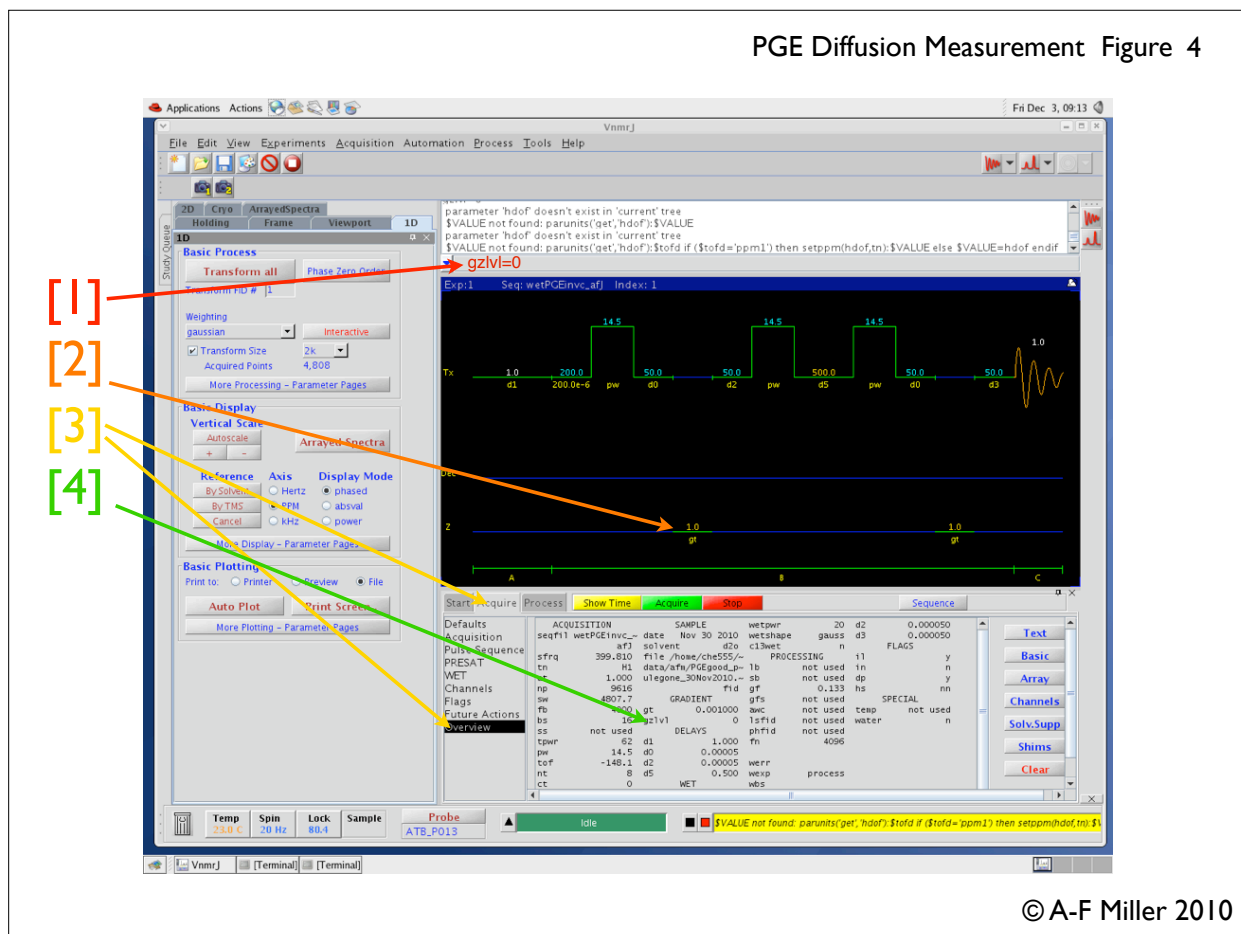 PGE Diffusion Measurement Figure 4
Applications Actions Fri Dec 3, 09:13
VnmrJ
File Edit View Experiments Acquisition Automation Process Tools Help
2D Cryo ArrayedSpectra
Holding Frame Viewport 1D
Study Queue
1D
parameter 'hdof' doesn't exist in 'current' tree
$VALUE not found: parunits('get','hdof'):$VALUE
parameter 'hdof' doesn't exist in 'current' tree
$VALUE not found: parunits('get','hdof'):$tofd if ($tofd='ppm1') then setppm(hdof,tn):$VALUE else $VALUE=hdof endif
gzlvl=0
Basic Process
Transform all Phase Zero Order
Transform FID # 1
Weighting
gaussian Interactive
Transform Size 2k
Acquired Points 4,808
More Processing – Parameter Pages
Basic Display
Vertical Scale
Autoscale Arrayed Spectra
+ -
Reference Axis Display Mode
By Solvent Hertz phased
By TMS PPM absval
Cancel kHz power
More Display – Parameter Pages
Basic Plotting
Print to: Printer Preview File
Auto Plot Print Screen
More Plotting – Parameter Pages
[1]
[2]
[3]
[4]
Exp:1 Seq: wetPGEinvc_afJ Index: 1
14.5 14.5 14.5
1.0
Tx 1.0 200.0 50.0 50.0 500.0 50.0 50.0
d1 200.0e-6 pw d0 d2 pw d5 pw d0 d3
Dec
Z 1.0 1.0
gt gt
A B C
Start Acquire Process Show Time Acquire Stop Sequence
Defaults
Acquisition
Pulse Sequence
PRESAT
WET
Channels
Flags
Future Actions
Overview
ACQUISITION SAMPLE wetpwr 20 d2 0.000050
seqfil wetPGEinvc_~ date Nov 30 2010 wetshape gauss d3 0.000050
afJ solvent d2o c13wet n FLAGS
sfrq 399.810 file /home/che555/~ PROCESSING il y
tn H1 data/afm/PGEgood_p~ lb not used in n
at 1.000 ulegone_30Nov2010.~ sb not used dp y
np 9616 fid gf 0.133 hs nn
sw 4807.7 GRADIENT gfs not used SPECIAL
fb 4000 gt 0.001000 awc not used temp not used
bs 16 gzlvl 0 lsfid not used water n
ss not used DELAYS phfid not used
tpwr 62 d1 1.000 fn 4096
pw 14.5 d0 0.00005
tof -148.1 d2 0.00005 werr
nt 8 d5 0.500 wexp process
ct 0 WET wbs
Text
Basic
Array
Channels
Solv.Supp
Shims
Clear
Temp Spin Lock Sample Probe
23.0 C 20 Hz 80.4 ATB_P013
Idle
$VALUE not found: parunits('get','hdof'):$tofd if ($tofd='ppm1') then setppm(hdof,tn):$V
VnmrJ [Terminal] [Terminal]
© A-F Miller 2010